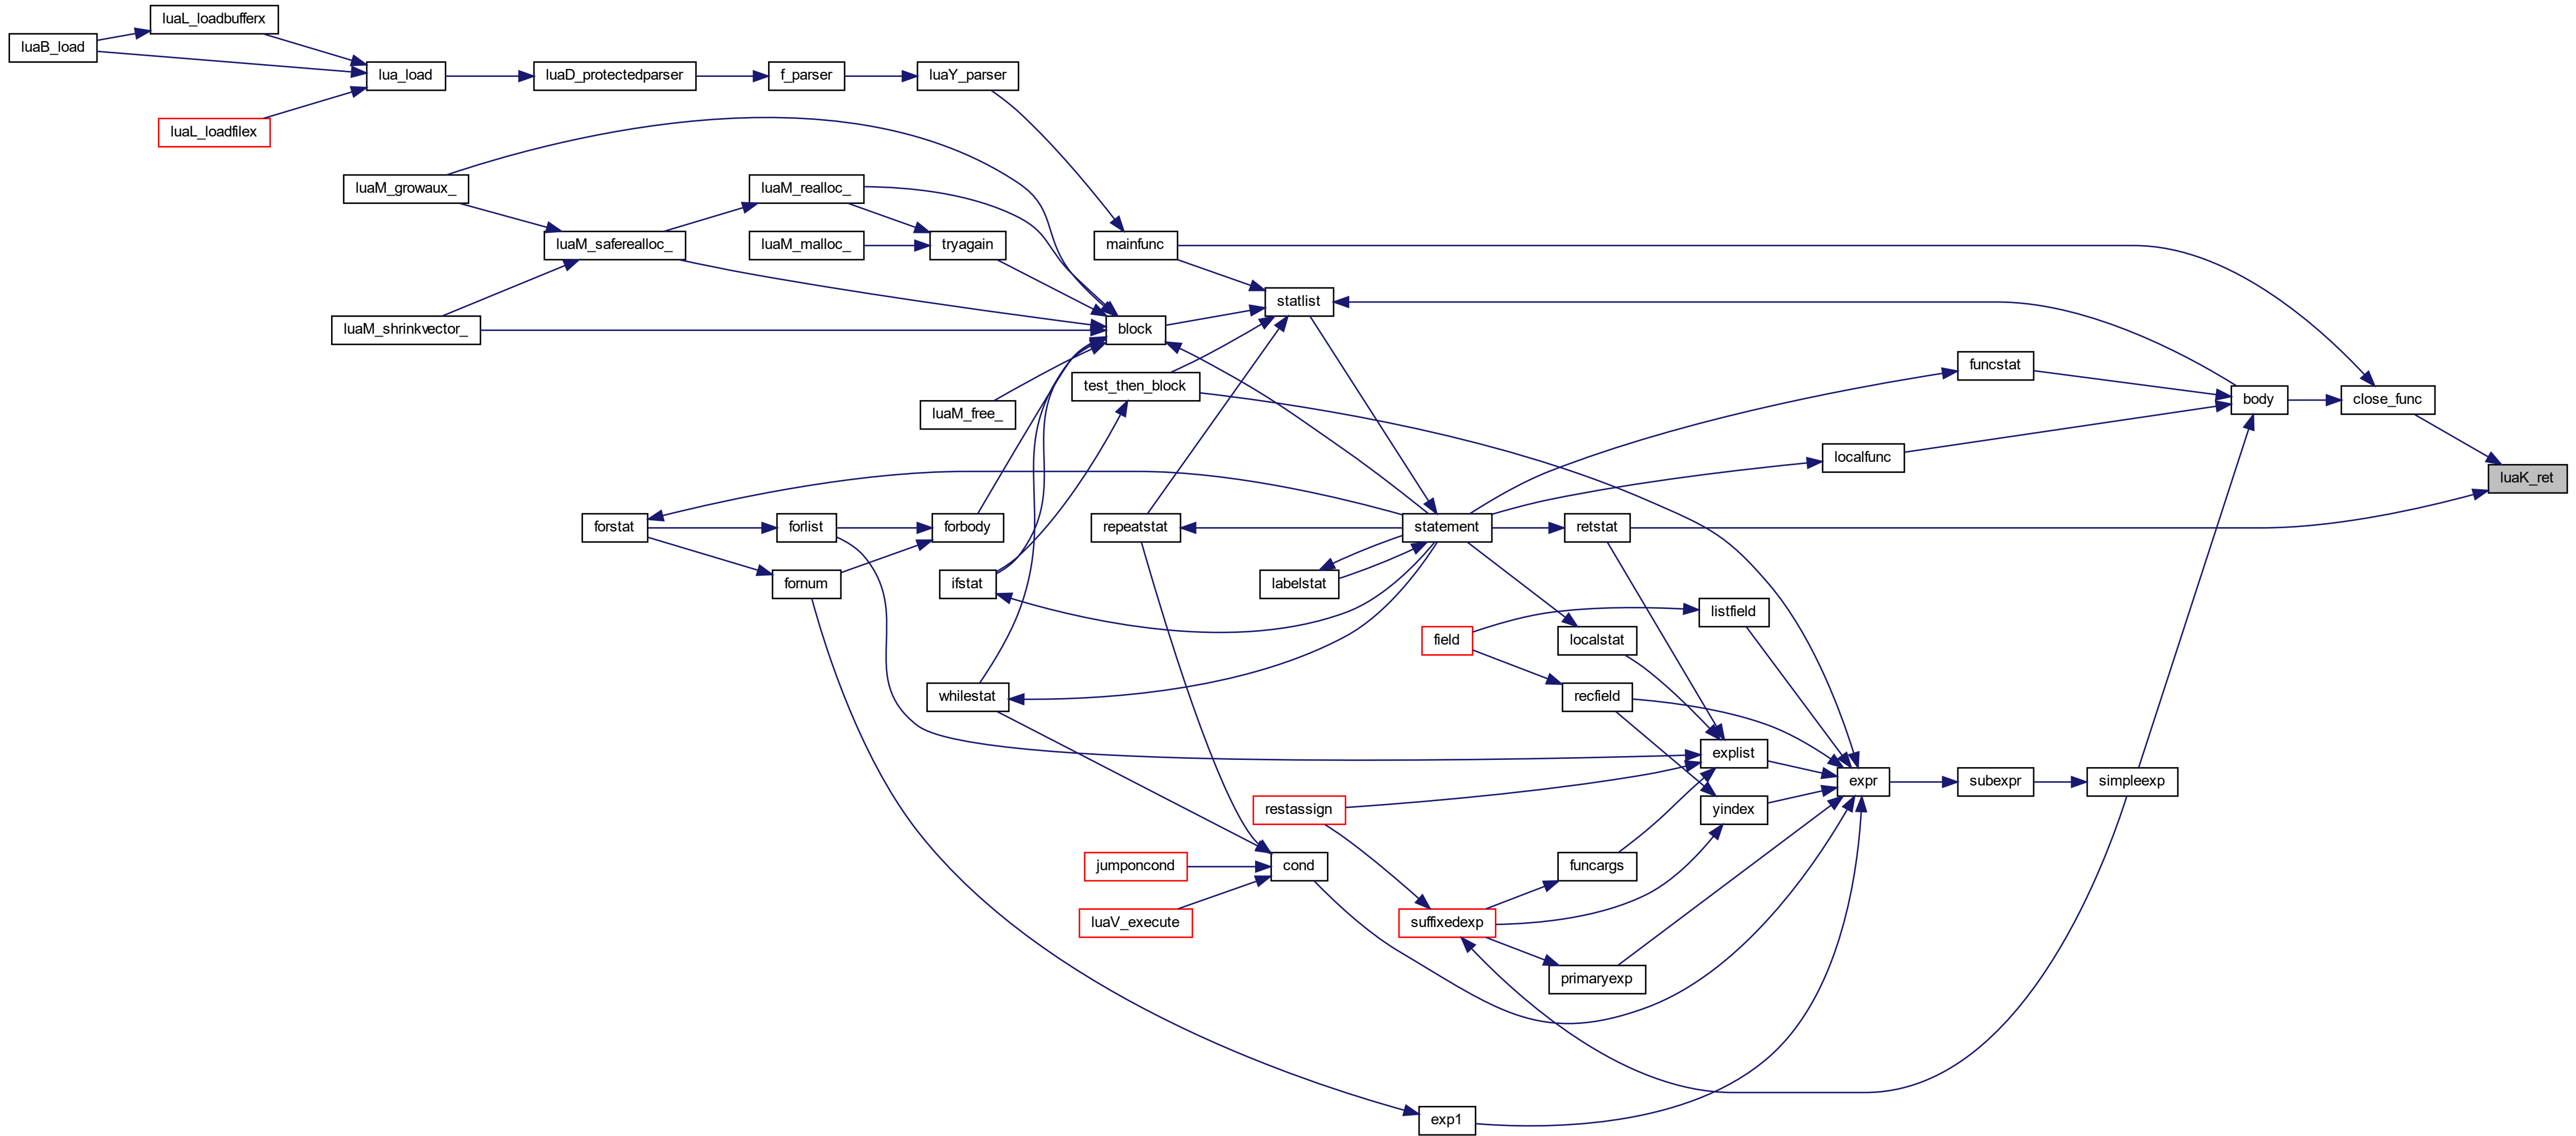 luaL_loadbufferx
luaB_load
lua_load
luaD_protectedparser
f_parser
luaY_parser
luaL_loadfilex
luaM_growaux_
luaM_realloc_
luaM_saferealloc_
luaM_malloc_
tryagain
mainfunc
statlist
luaM_shrinkvector_
block
funcstat
test_then_block
luaM_free_
body
close_func
localfunc
luaK_ret
forstat
forlist
forbody
repeatstat
statement
retstat
fornum
ifstat
labelstat
listfield
field
localstat
whilestat
recfield
explist
expr
subexpr
simpleexp
restassign
yindex
jumponcond
cond
funcargs
luaV_execute
suffixedexp
primaryexp
exp1